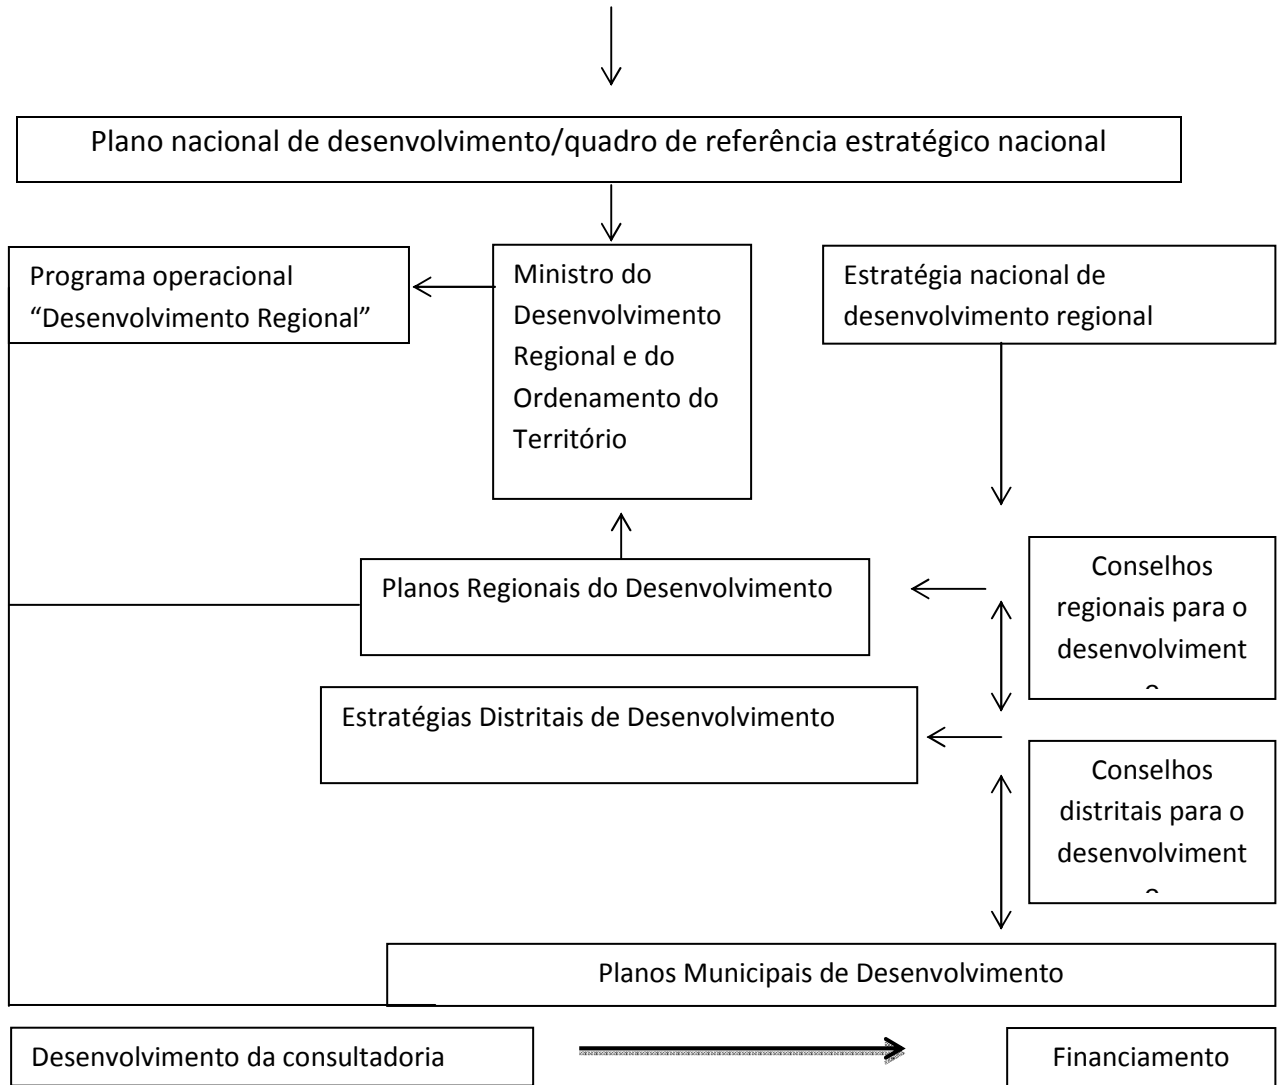 Plano nacional de desenvolvimento/quadro de referência estratégico nacional
Programa operacional
“Desenvolvimento Regional”
Ministro do
Desenvolvimento
Regional e do
Ordenamento do
Território
Estratégia nacional de
desenvolvimento regional
Planos Regionais do Desenvolvimento
Conselhos
regionais para o
desenvolviment
Estratégias Distritais de Desenvolvimento
Conselhos
distritais para o
desenvolviment
Planos Municipais de Desenvolvimento
Desenvolvimento da consultadoria
Financiamento